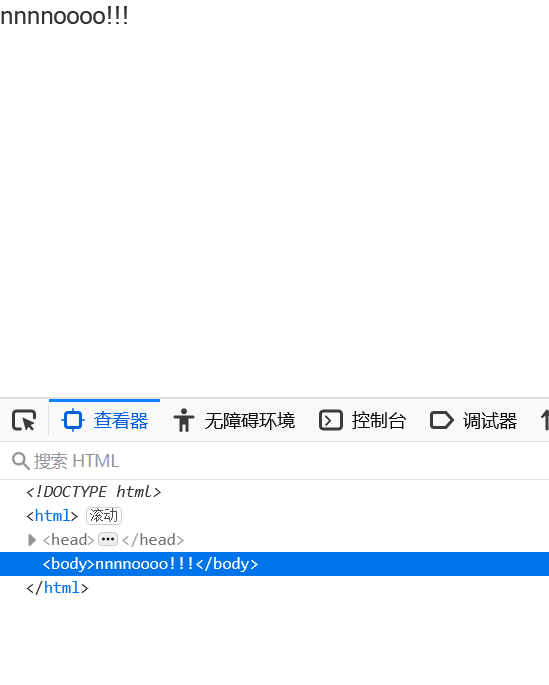 nnnnoooo!!!
查看器 无障碍环境 控制台 调试器
搜索 HTML
<!DOCTYPE html>
<html> 滚动
<head>···</head>
<body>nnnnoooo!!!</body>
</html>